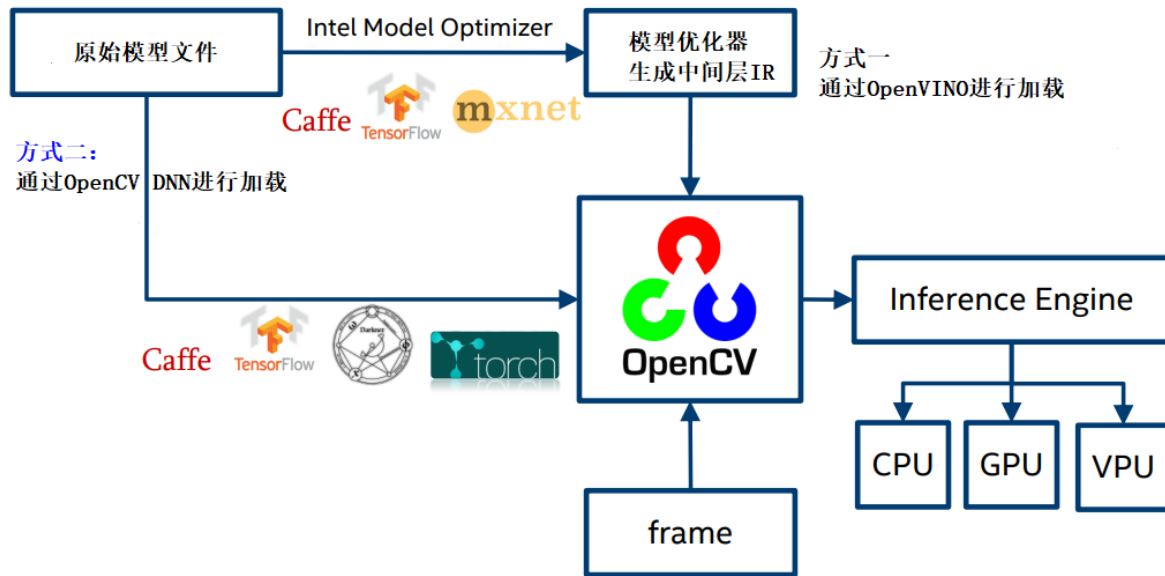 原始模型文件
Intel Model Optimizer
模型优化器
生成中间层IR
方式一
通过OpenVINO进行加载
Caffe
TensorFlow
mxnet
方式二：
通过OpenCV DNN进行加载
Caffe
TensorFlow
Darknet
torch
OpenCV
Inference Engine
CPU
GPU
VPU
frame